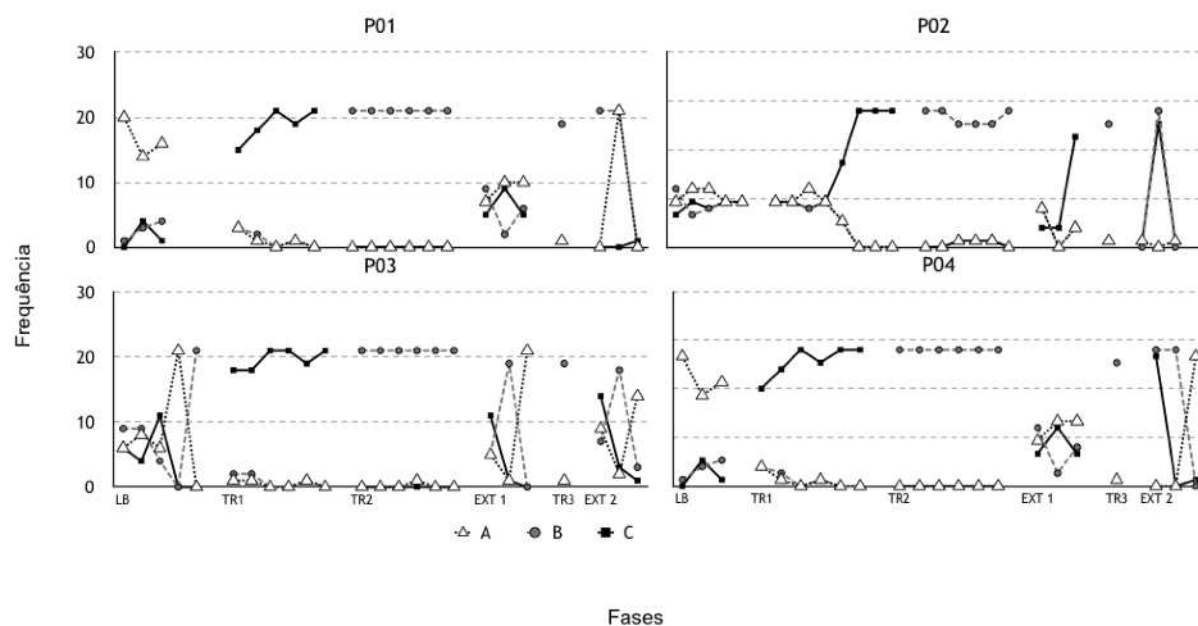 P01
P02
30
20
10
0
P03
P04
30
20
10
0
Frequência
LB
TR1
TR2
EXT 1
TR3
EXT 2
LB
TR1
TR2
EXT 1
TR3
EXT 2
A
B
C
Fases